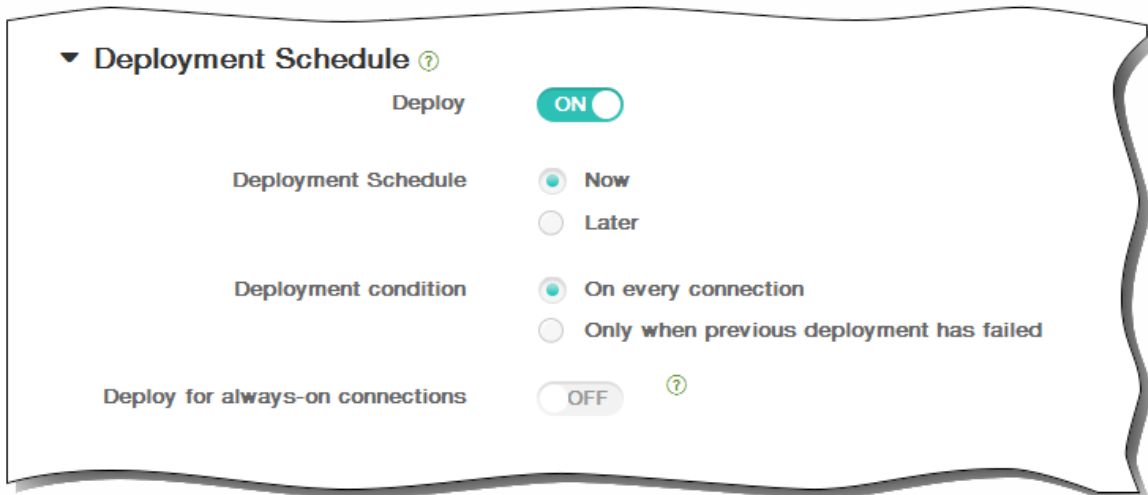 Deployment Schedule ?
Deploy ON
Deployment Schedule Now
Later
Deployment condition On every connection
Only when previous deployment has failed
Deploy for always-on connections OFF ?